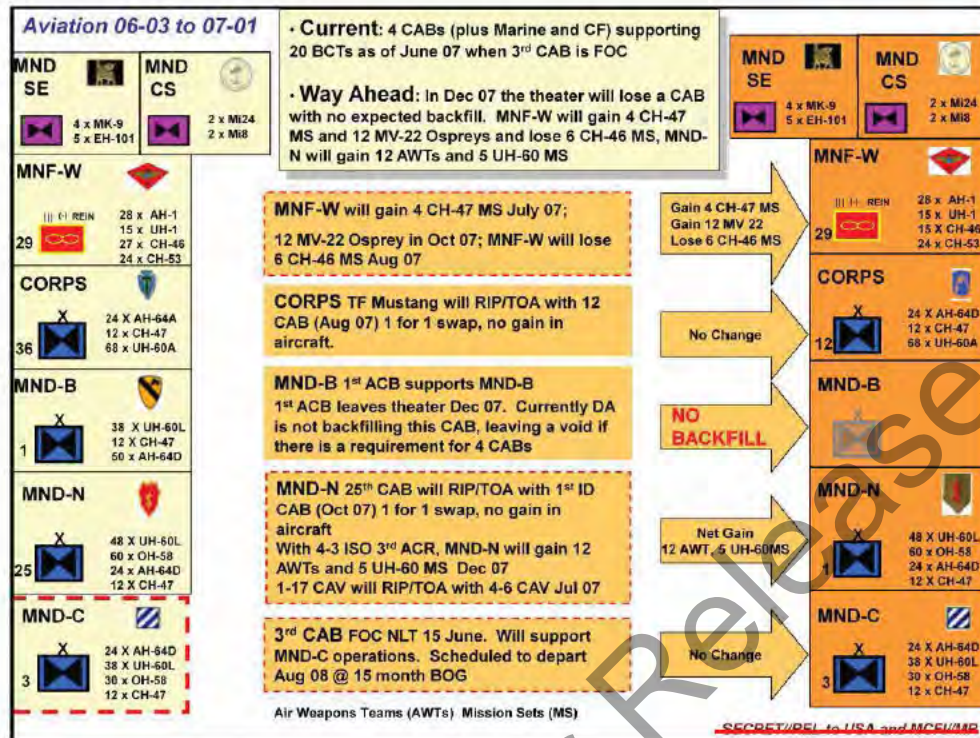 Aviation 06-03 to 07-01
MND
SE
4 x MK-9
5 x EH-101
MND
CS
2 x Mi24
2 x Mi8
· Current: 4 CABs (plus Marine and CF) supporting
20 BCTs as of June 07 when 3rd CAB is FOC
· Way Ahead: In Dec 07 the theater will lose a CAB
with no expected backfill. MNF-W will gain 4 CH-47
MS and 12 MV-22 Ospreys and lose 6 CH-46 MS, MND-
N will gain 12 AWTs and 5 UH-60 MS
MND
SE
4 x MK-9
5 x EH-101
MND
CS
2 x Mi24
2 x Mi8
MNF-W
||| (-) REIN
29
28 x AH-1
15 x UH-1
27 x CH-46
24 x CH-53
MNF-W will gain 4 CH-47 MS July 07;
12 MV-22 Osprey in Oct 07; MNF-W will lose
6 CH-46 MS Aug 07
Gain 4 CH-47 MS
Gain 12 MV 22
Lose 6 CH-46 MS
MNF-W
||| (-) REIN
29
28 x AH-1
15 x UH-1
15 X CH-46
24 x CH-53
CORPS
X
36
24 X AH-64A
12 x CH-47
68 x UH-60A
CORPS TF Mustang will RIP/TOA with 12
CAB (Aug 07) 1 for 1 swap, no gain in
aircraft.
No Change
CORPS
X
12
24 X AH-64D
12 x CH-47
68 x UH-60A
MND-B
X
1
38 X UH-60L
12 X CH-47
50 x AH-64D
MND-B 1st ACB supports MND-B
1st ACB leaves theater Dec 07. Currently DA
is not backfilling this CAB, leaving a void if
there is a requirement for 4 CABs
NO
BACKFILL
MND-B
X
MND-N
X
25
48 X UH-60L
60 x OH-58
24 x AH-64D
12 X CH-47
MND-N 25th CAB will RIP/TOA with 1st ID
CAB (Oct 07) 1 for 1 swap, no gain in
aircraft
With 4-3 ISO 3rd ACR, MND-N will gain 12
AWTs and 5 UH-60 MS Dec 07
1-17 CAV will RIP/TOA with 4-6 CAV Jul 07
Net Gain
12 AWT, 5 UH-60MS
MND-N
X
1
48 X UH-60L
60 x OH-58
24 x AH-64D
12 X CH-47
MND-C
X
3
24 X AH-64D
38 X UH-60L
30 x OH-58
12 x CH-47
3rd CAB FOC NLT 15 June. Will support
MND-C operations. Scheduled to depart
Aug 08 @ 15 month BOG
No Change
MND-C
X
3
24 X AH-64D
38 X UH-60L
30 x OH-58
12 x CH-47
Air Weapons Teams (AWTs) Mission Sets (MS)
SECRET//REL to USA and MCFI//MR
Release